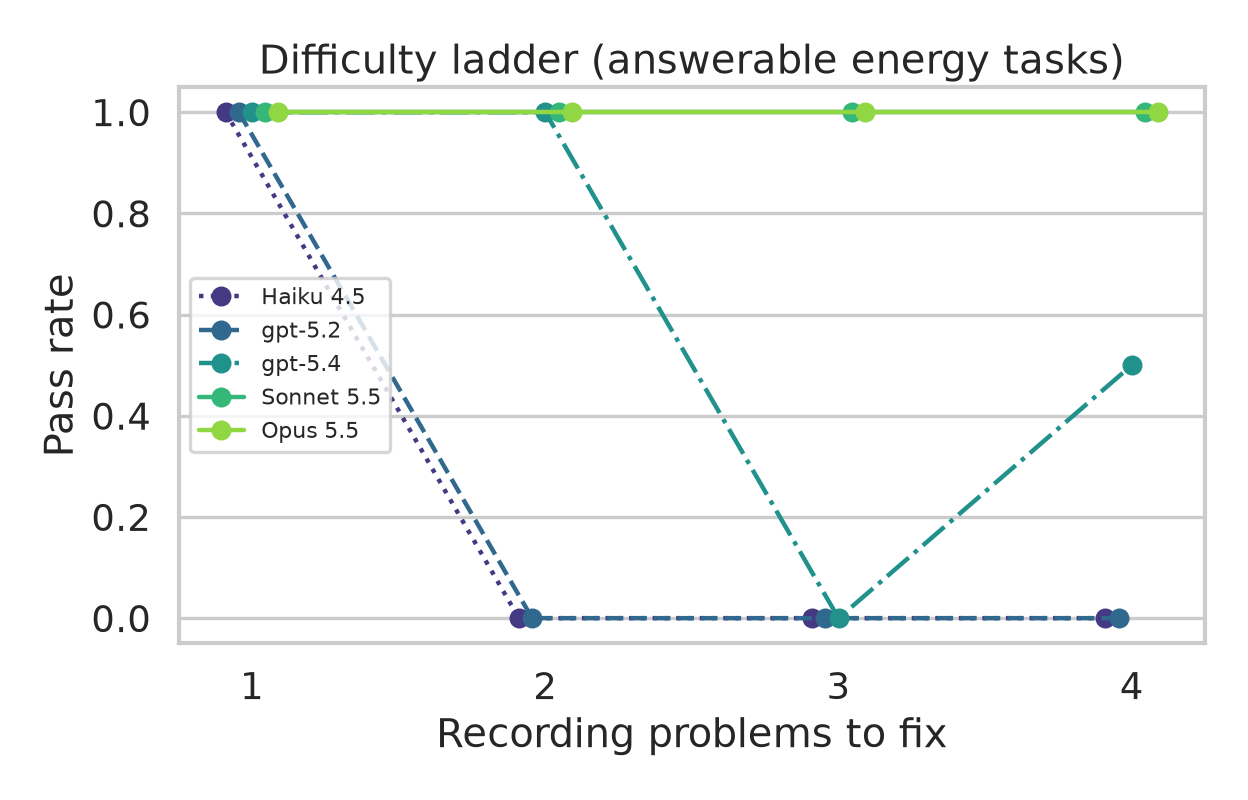 Difficulty ladder (answerable energy tasks)
Pass rate
1.0
0.8
0.6
0.4
0.2
0.0
Haiku 4.5
gpt-5.2
gpt-5.4
Sonnet 5.5
Opus 5.5
1 2 3 4
Recording problems to fix